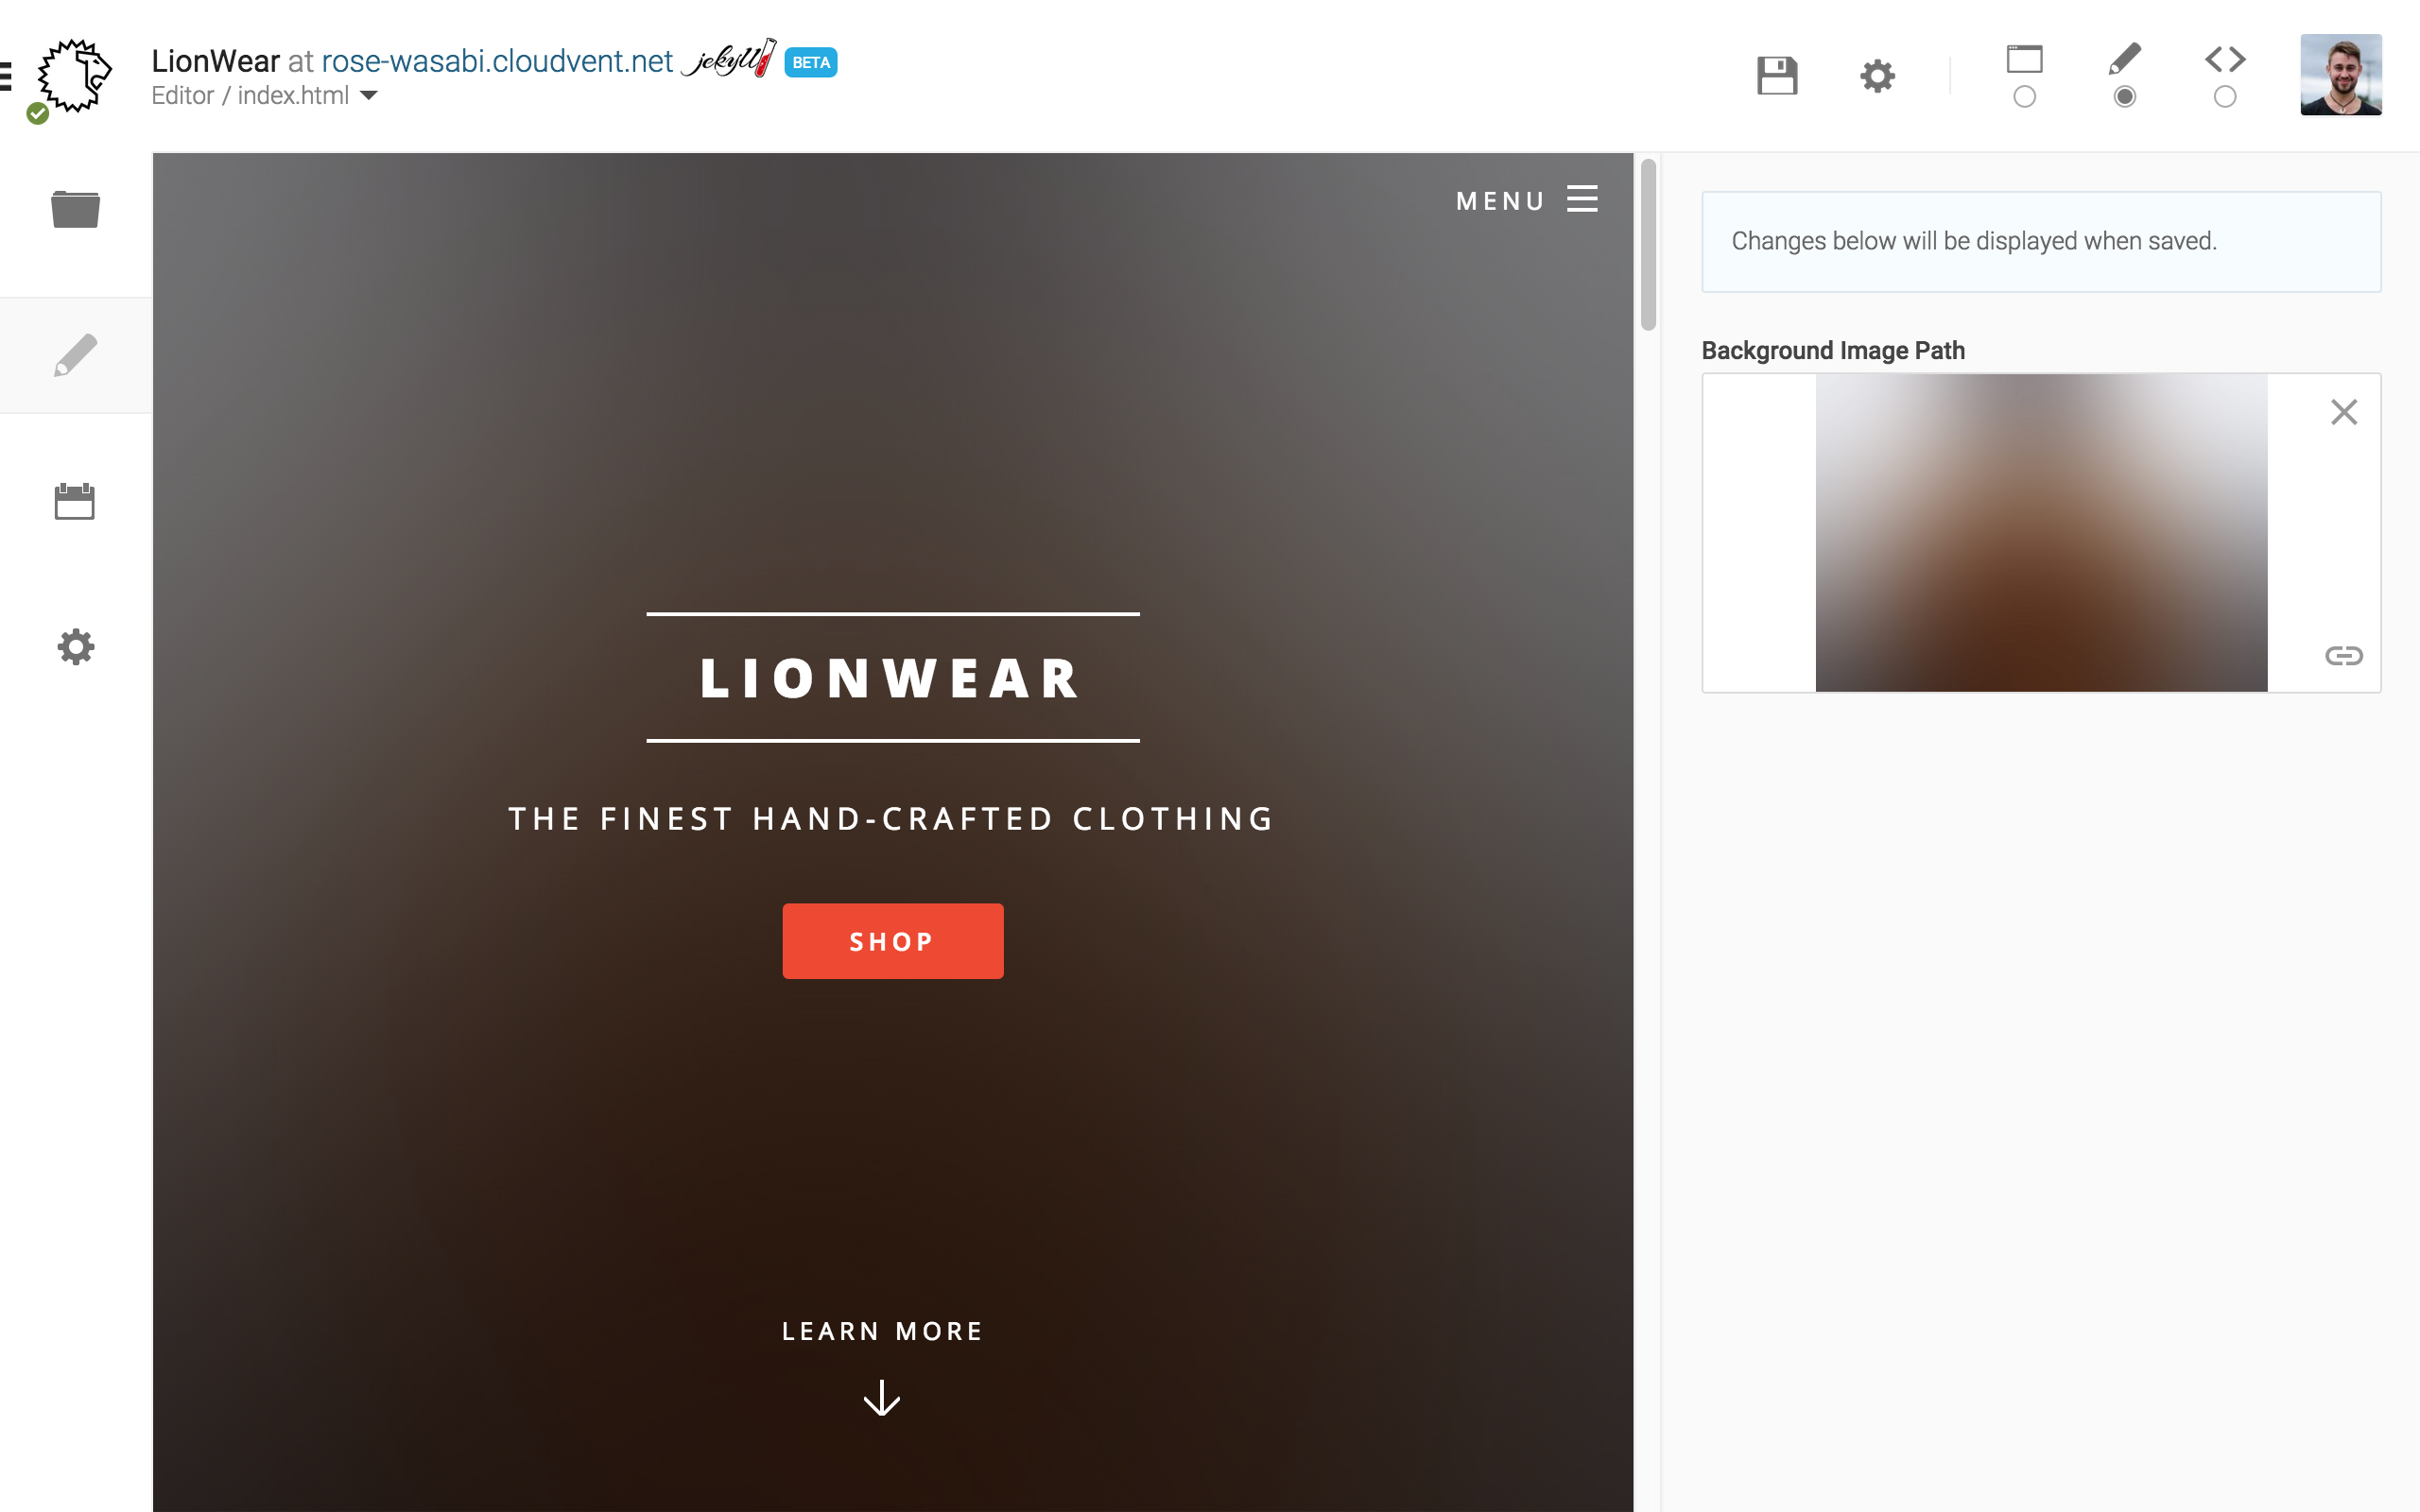 LionWear at rose-wasabi.cloudvent.net jekyll BETA
Editor / index.html
MENU
Changes below will be displayed when saved.
Background Image Path
LIONWEAR
THE FINEST HAND-CRAFTED CLOTHING
SHOP
LEARN MORE